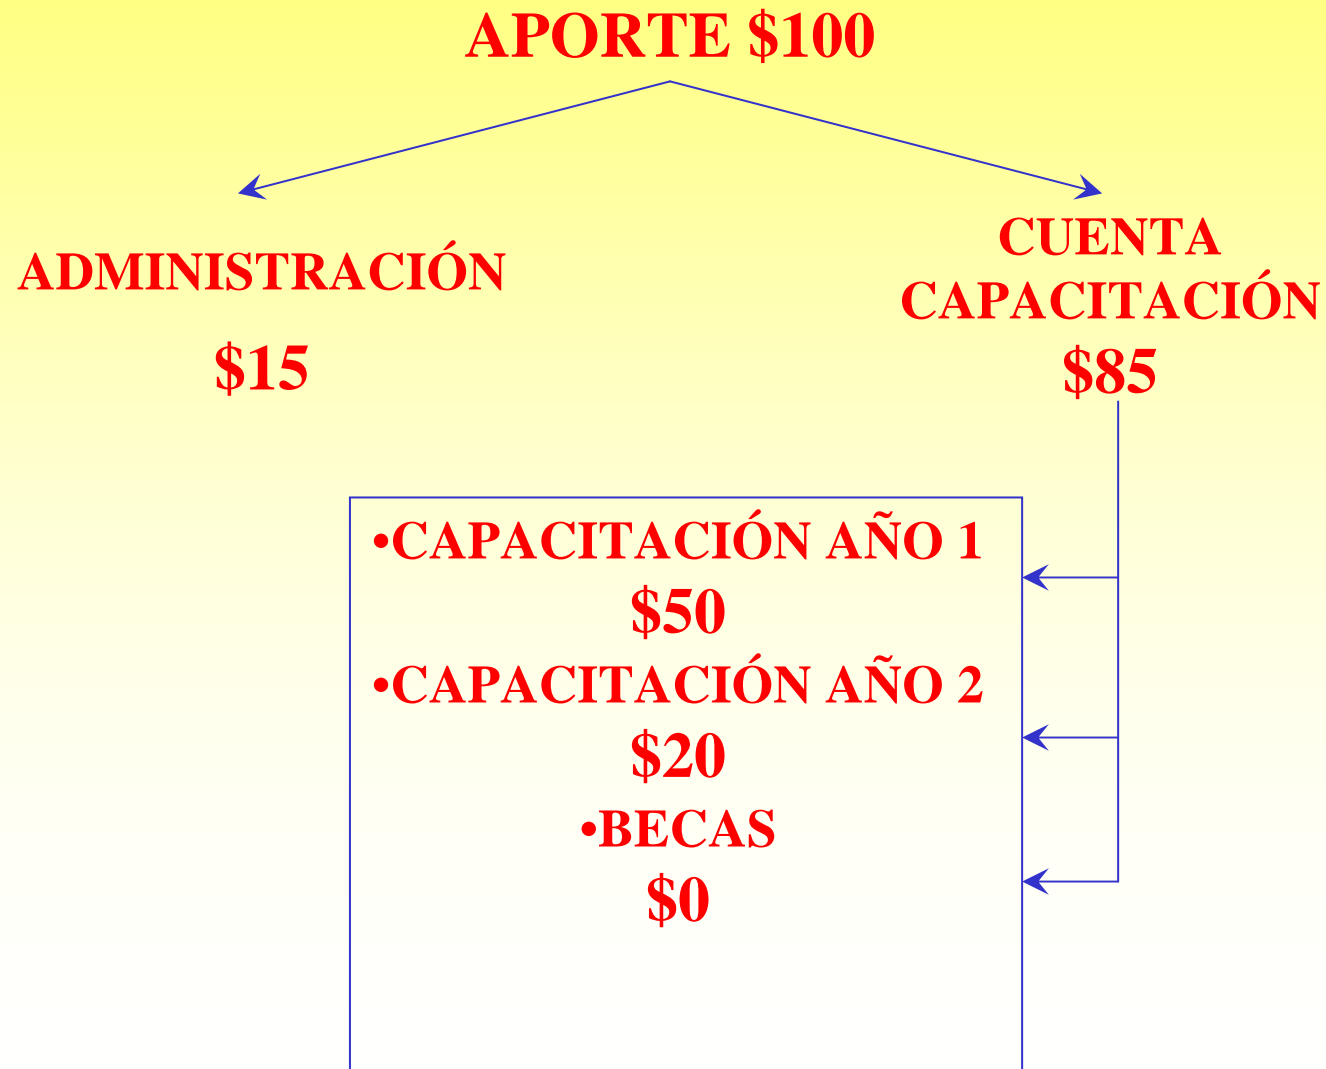 APORTE $100
ADMINISTRACIÓN
$15
CUENTA
CAPACITACIÓN
$85
•CAPACITACIÓN AÑO 1
$50
•CAPACITACIÓN AÑO 2
$20
•BECAS
$0